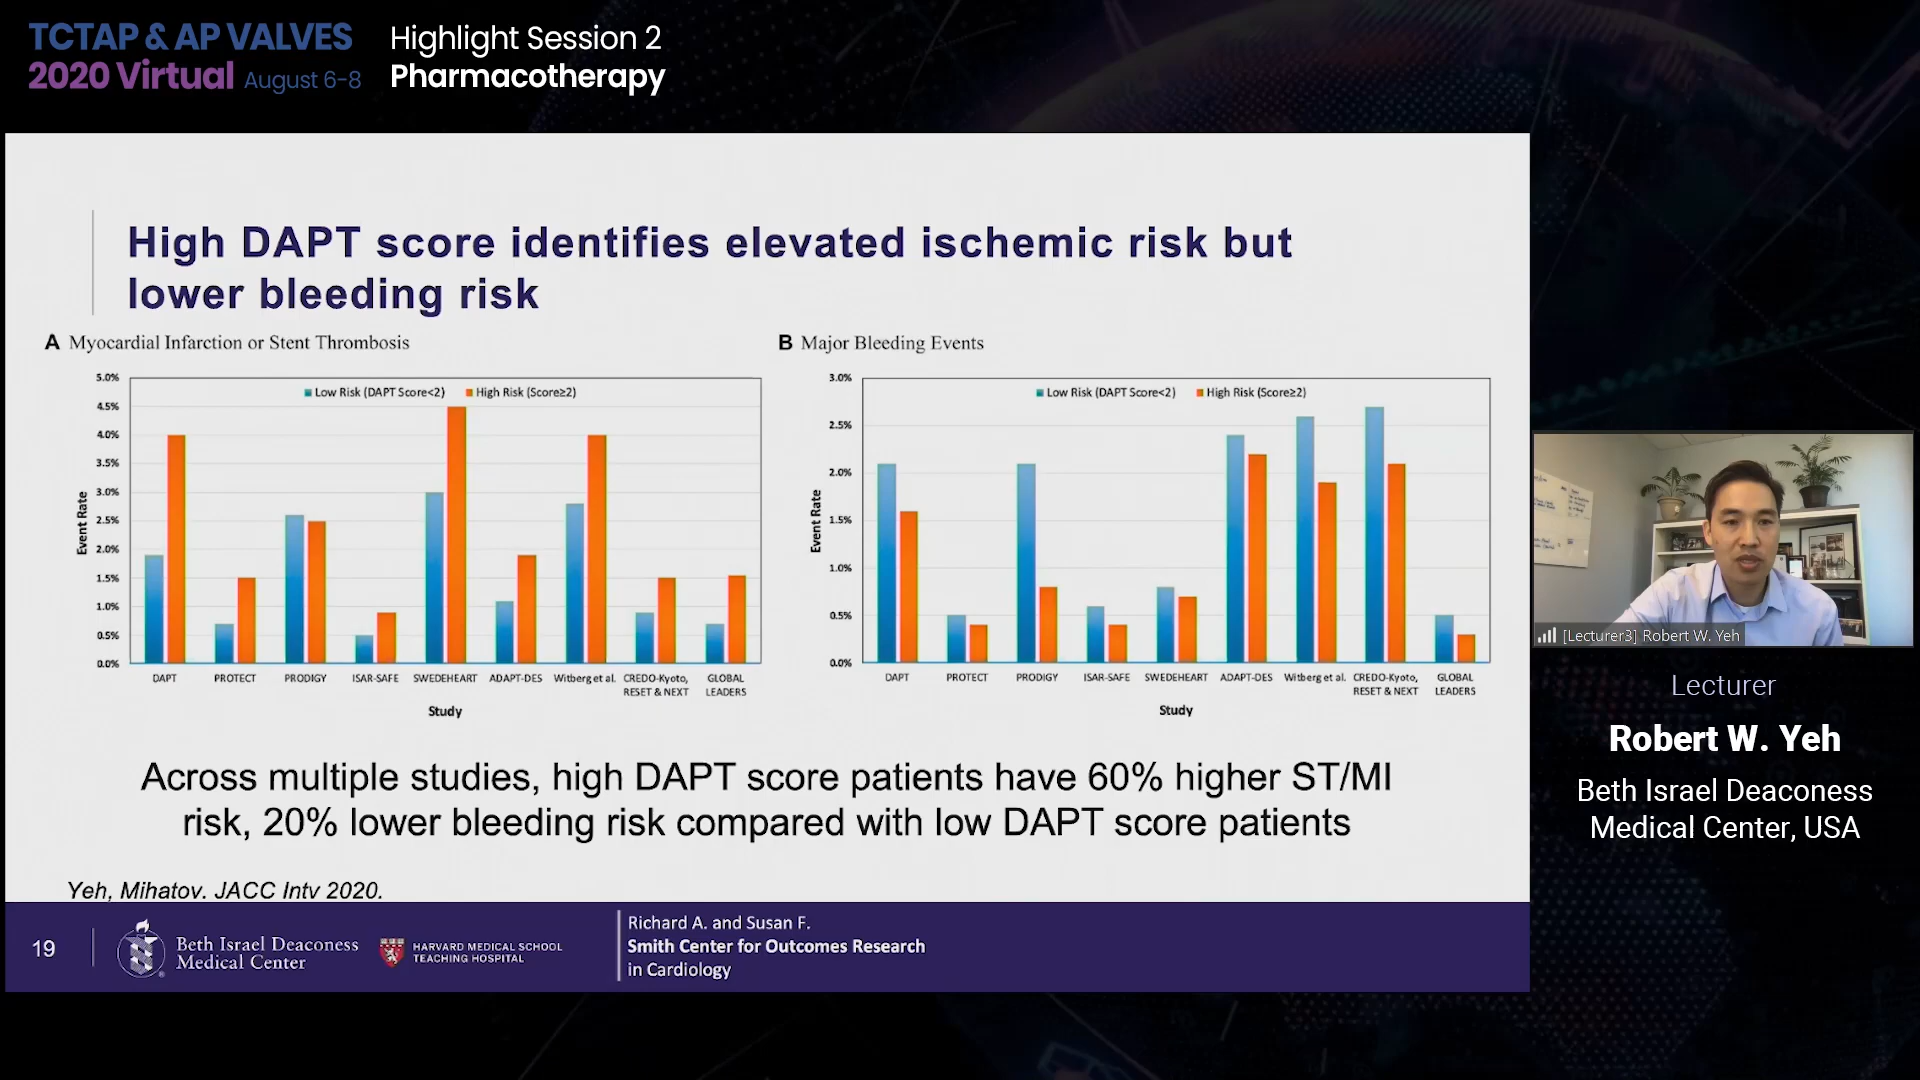 TCTAP & AP VALVES
2020 Virtual August 6-8
Highlight Session 2
Pharmacotherapy
High DAPT score identifies elevated ischemic risk but
lower bleeding risk
A Myocardial Infarction or Stent Thrombosis
Low Risk (DAPT Score<2) High Risk (Score≥2)
5.0%
4.5%
4.0%
3.5%
3.0%
2.5%
2.0%
1.5%
1.0%
0.5%
0.0%
Event Rate
DAPT PROTECT PRODIGY ISAR-SAFE SWEDEHEART ADAPT-DES Witberg et al. CREDO-Kyoto, GLOBAL
RESET & NEXT LEADERS
Study
B Major Bleeding Events
Low Risk (DAPT Score<2) High Risk (Score≥2)
3.0%
2.5%
2.0%
1.5%
1.0%
0.5%
0.0%
Event Rate
DAPT PROTECT PRODIGY ISAR-SAFE SWEDEHEART ADAPT-DES Witberg et al. CREDO-Kyoto, GLOBAL
RESET & NEXT LEADERS
Study
Across multiple studies, high DAPT score patients have 60% higher ST/MI
risk, 20% lower bleeding risk compared with low DAPT score patients
Yeh, Mihatov. JACC Intv 2020.
19
Beth Israel Deaconess
Medical Center
HARVARD MEDICAL SCHOOL
TEACHING HOSPITAL
Richard A. and Susan F.
Smith Center for Outcomes Research
in Cardiology
[Lecturer3] Robert W. Yeh
Lecturer
Robert W. Yeh
Beth Israel Deaconess
Medical Center, USA